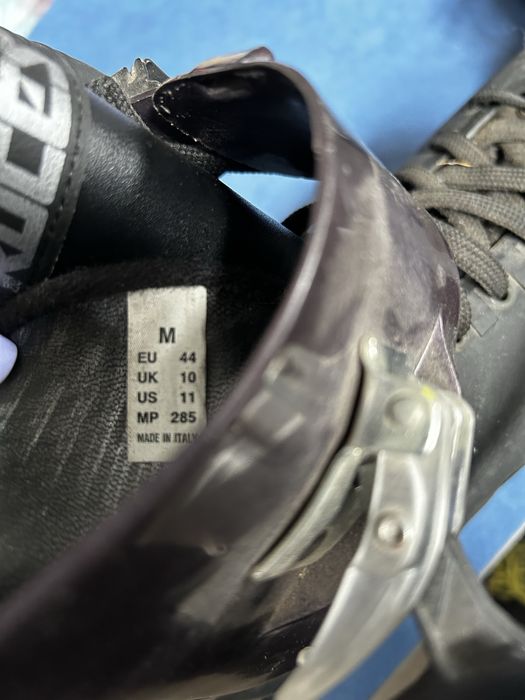 M
EU 44
UK 10
US 11
MP 285
MADE IN ITALY